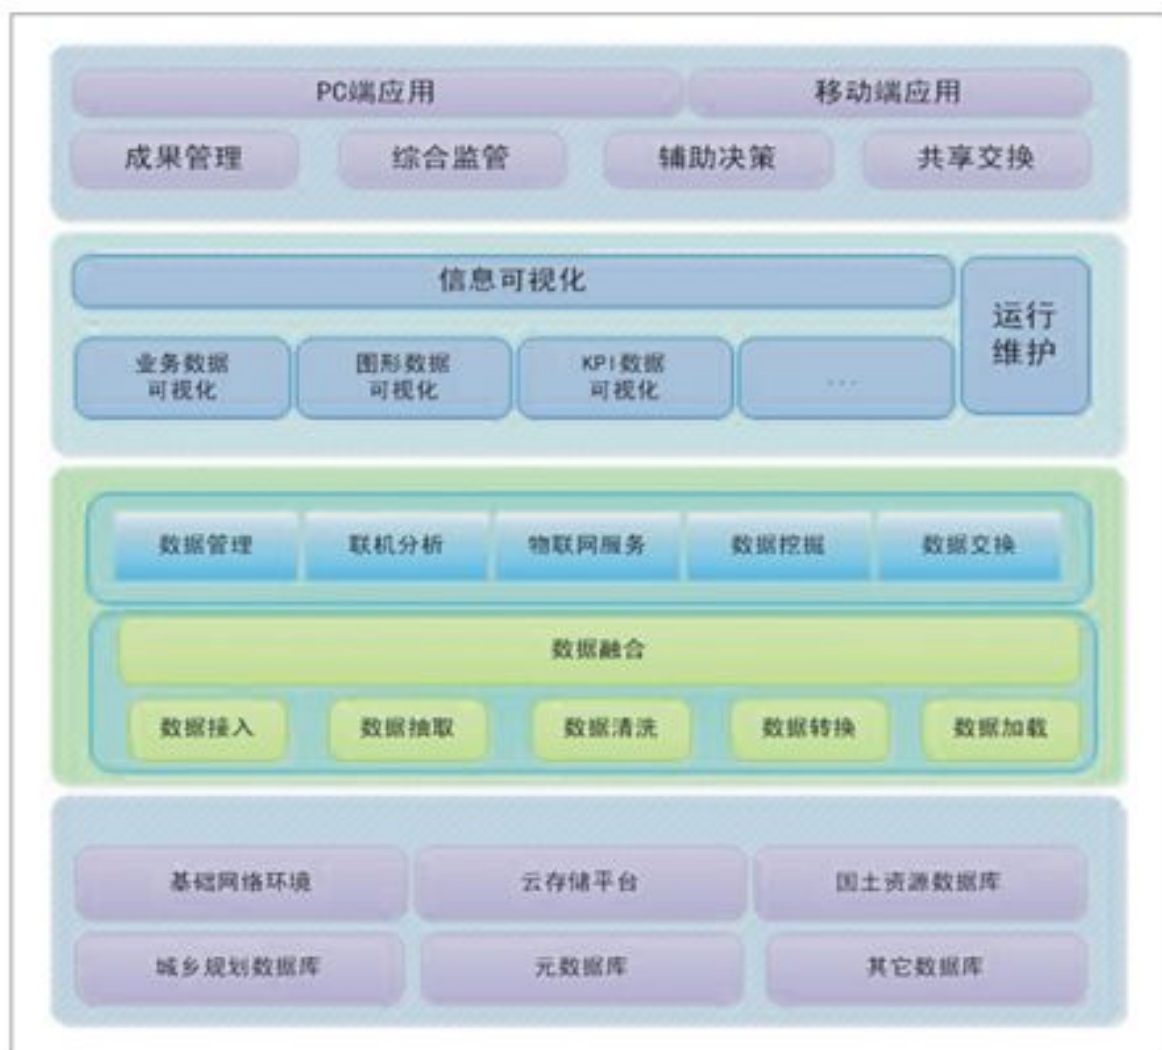 PC端应用 移动端应用
成果管理 综合监管 辅助决策 共享交换
信息可视化
运行
维护
业务数据
可视化
图形数据
可视化
KPI数据
可视化
...
数据管理 联机分析 物联网服务 数据挖掘 数据交换
数据融合
数据接入 数据抽取 数据清洗 数据转换 数据加载
基础网络环境 云存储平台 国土资源数据库
城乡规划数据库 元数据库 其它数据库